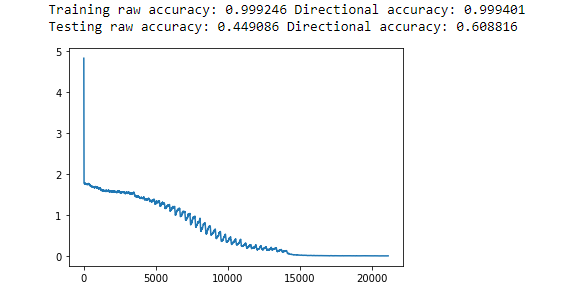 Training raw accuracy: 0.999246 Directional accuracy: 0.999401
Testing raw accuracy: 0.449086 Directional accuracy: 0.608816
5
4
3
2
1
0
0 5000 10000 15000 20000